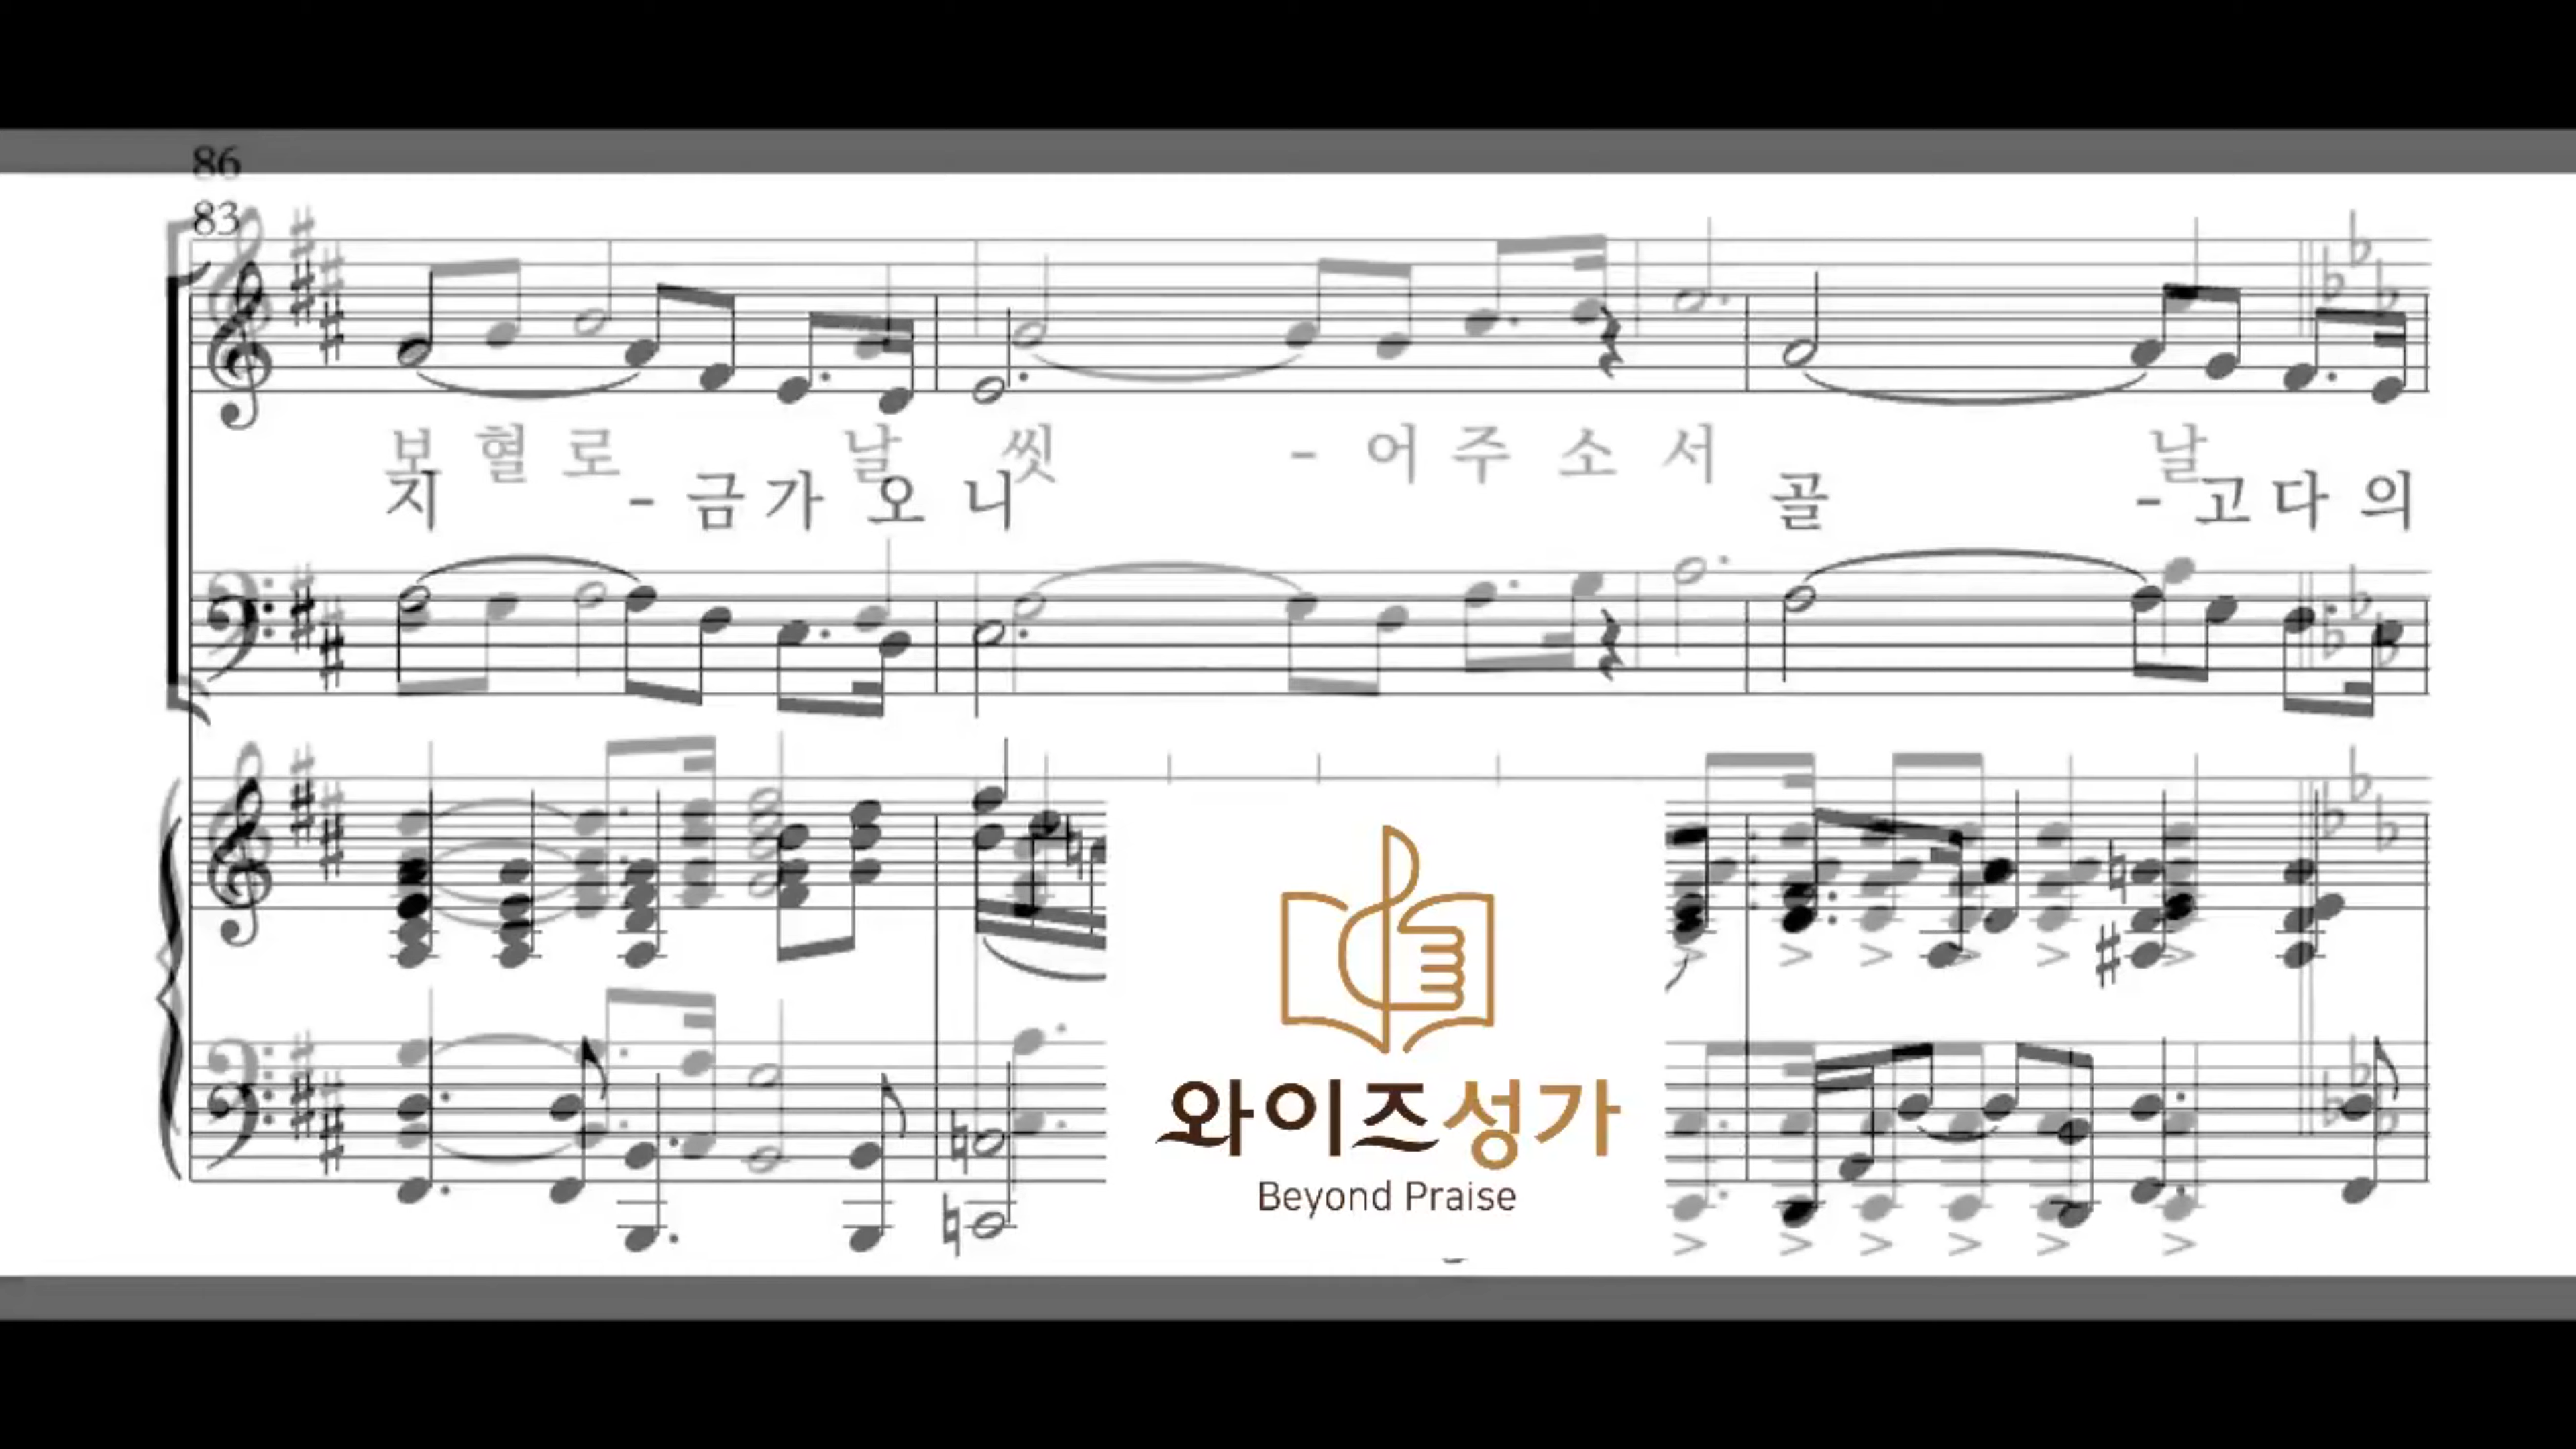 86
83
보 혈 로 날 씻 - 어 주 소 서 날
지 - 금 가 오 니 골 - 고 다 의
와이즈성가
Beyond Praise